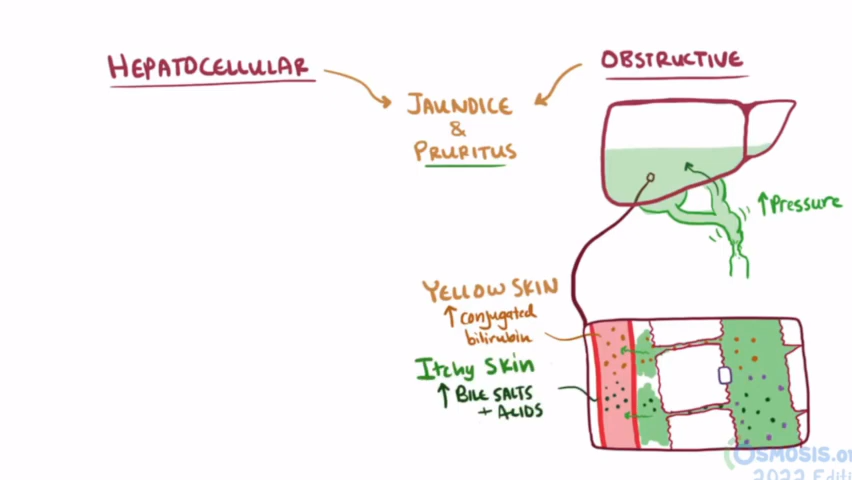 HEPATOCELLULAR
OBSTRUCTIVE
JAUNDICE
&
PRURITUS
↑ Pressure
YELLOW SKIN
↑ conjugated
bilirubin
Itchy Skin
↑ BILE SALTS
+ ACIDS
OSMOSIS.or
2022 Editi